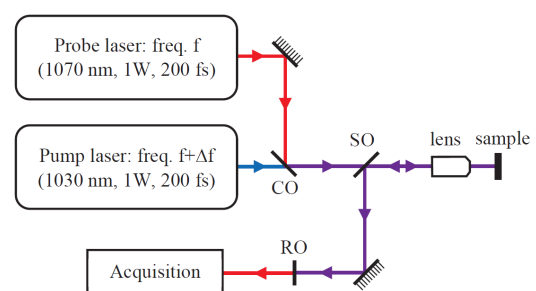 Probe laser: freq. f
(1070 nm, 1W, 200 fs)
Pump laser: freq. f+Δf
(1030 nm, 1W, 200 fs)
CO
SO
lens
sample
RO
Acquisition